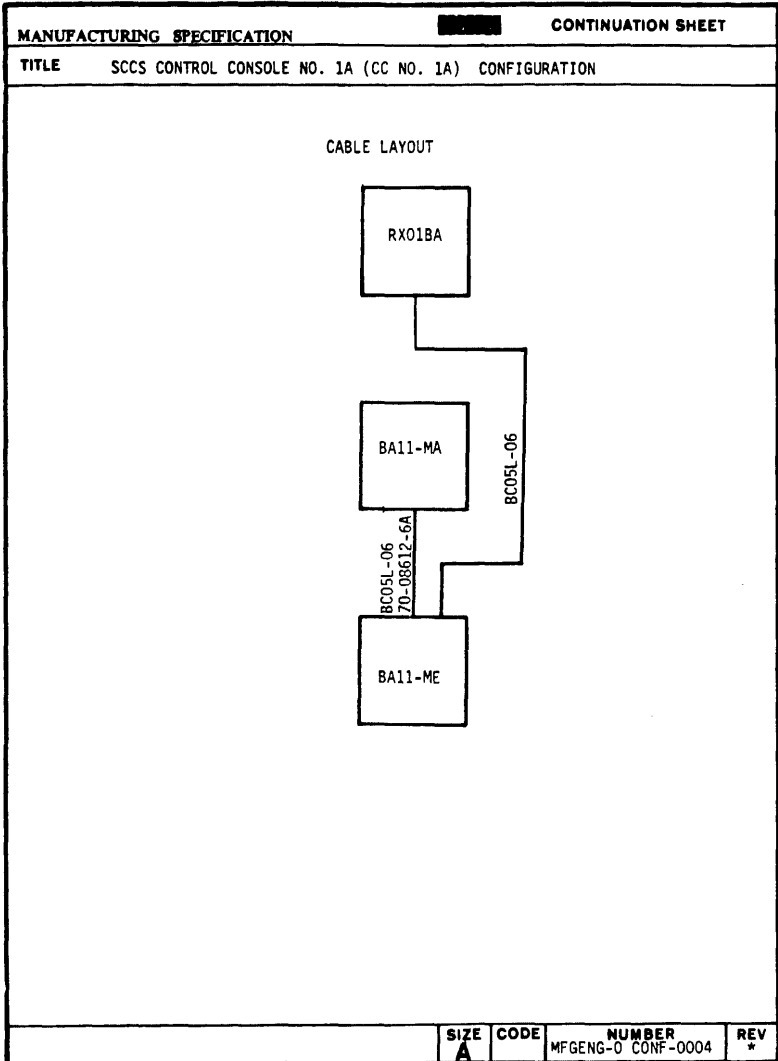 MANUFACTURING SPECIFICATION
CONTINUATION SHEET
TITLE SCCS CONTROL CONSOLE NO. 1A (CC NO. 1A) CONFIGURATION
CABLE LAYOUT
RX01BA
BA11-MA
BC05L-06
BC05L-06
70-08612-6A
BA11-ME
SIZE A
CODE
NUMBER MFGENG-0 CONF-0004
REV *